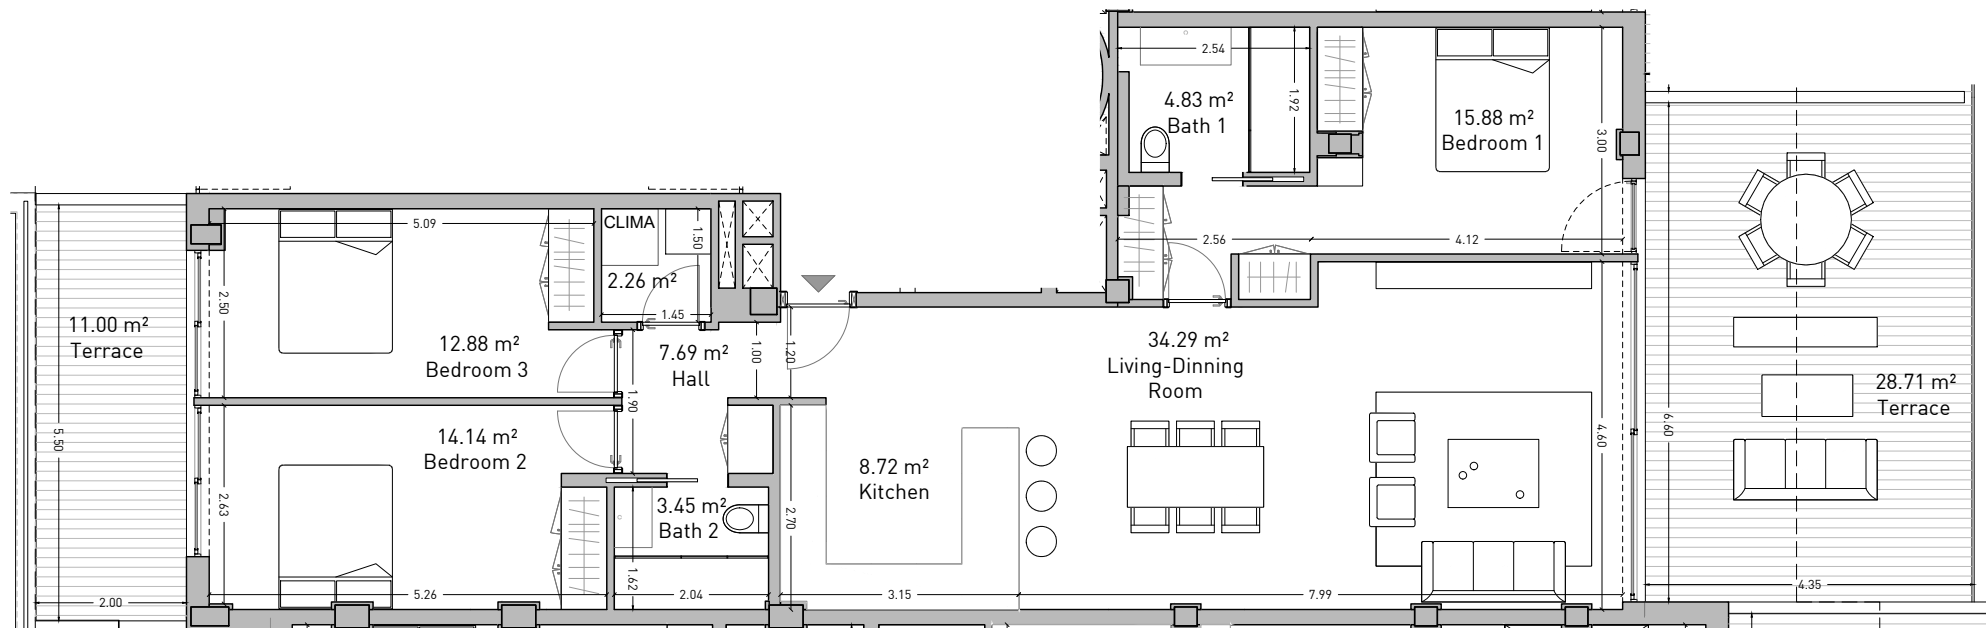 2.54
4.83 m²
Bath 1
1.92
15.88 m²
Bedroom 1
3.00
2.56
4.12
5.09
CLIMA
1.50
2.26 m²
1.45
2.50
11.00 m²
Terrace
12.88 m²
Bedroom 3
7.69 m²
Hall
1.00
1.20
1.90
34.29 m²
Living-Dinning
Room
28.71 m²
Terrace
6.60
4.60
5.50
14.14 m²
Bedroom 2
2.63
3.45 m²
Bath 2
8.72 m²
Kitchen
2.70
1.62
2.00
5.26
2.04
3.15
7.99
4.35